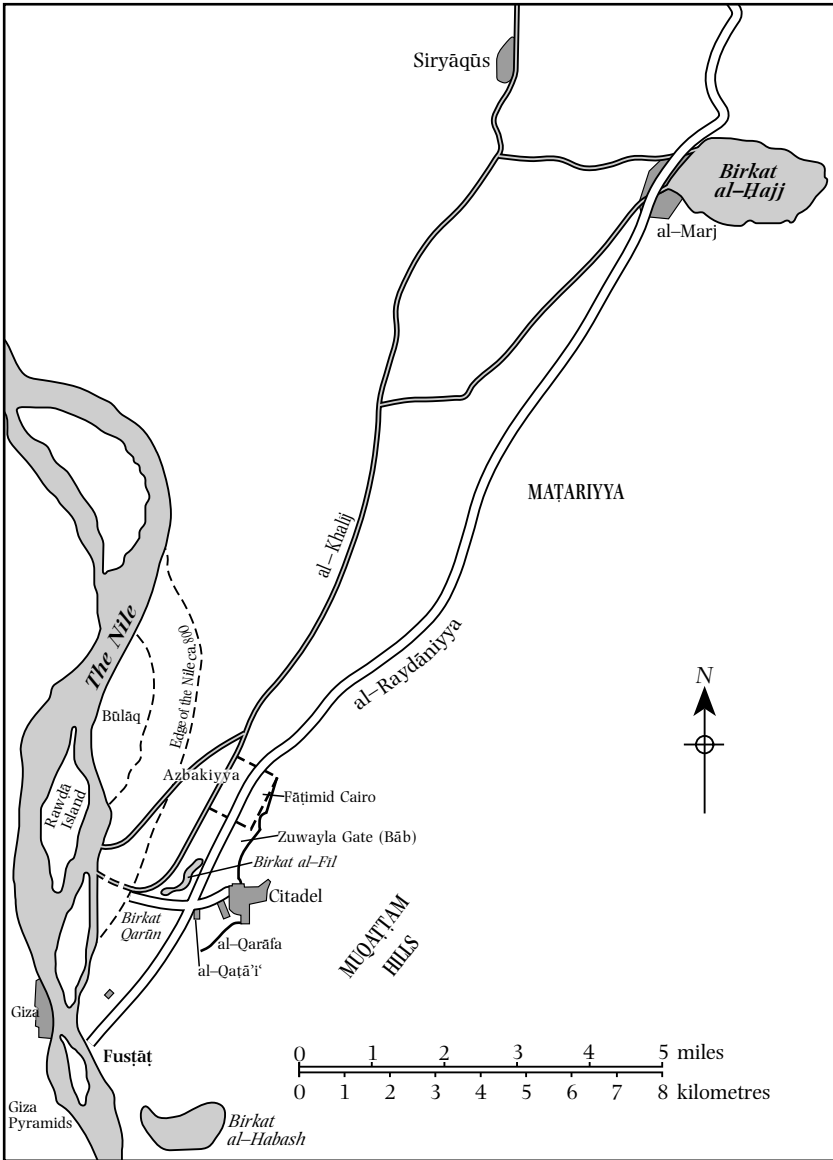 Siryāqūs
Birkat
al–Ḥajj
al–Marj
MAṬARIYYA
al–Khalij
The Nile
Edge of the Nile ca.800
al–Raydāniyya
N
Būlāq
Azbakiyya
Rawḍa
Island
Fāṭimid Cairo
Zuwayla Gate (Bāb)
Birkat al–Fīl
Citadel
Birkat
Qarūn
al–Qarāfa
al–Qaṭā'i‘
MUQAṬṬAM
HILLS
Giza
Fusṭāṭ
Giza
Pyramids
Birkat
al–Habash
0 1 2 3 4 5 miles
0 1 2 3 4 5 6 7 8 kilometres